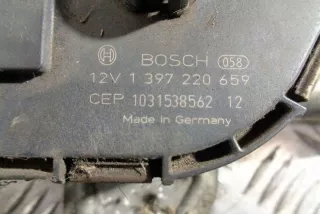 BOSCH 058
12V 1 397 220 659
CEP 1031538562 12
Made in Germany